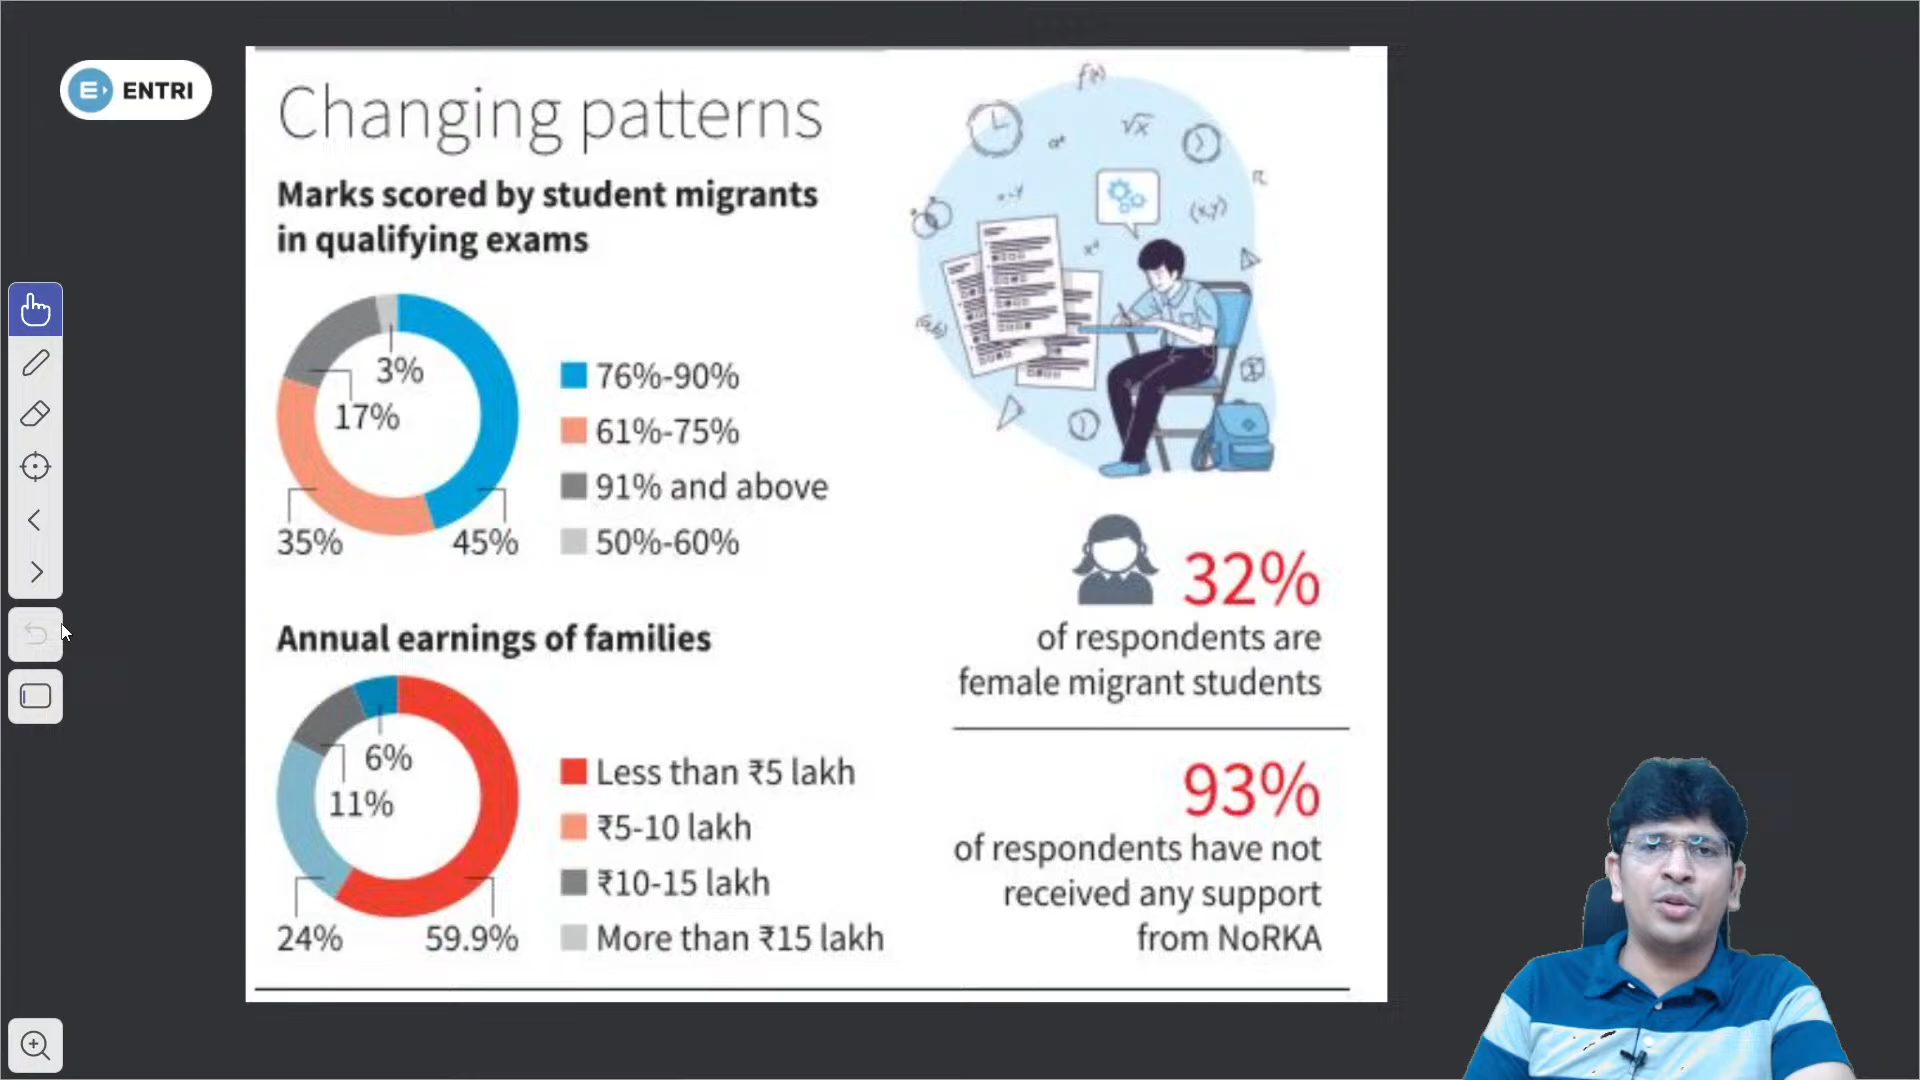 ENTRI
Changing patterns
Marks scored by student migrants
in qualifying exams
3%
17%
35%
45%
76%-90%
61%-75%
91% and above
50%-60%
Annual earnings of families
6%
11%
24%
59.9%
Less than ₹5 lakh
₹5-10 lakh
₹10-15 lakh
More than ₹15 lakh
f(x)
√x
x-y
(x,y)
(a,b)
32%
of respondents are
female migrant students
93%
of respondents have not
received any support
from NoRKA